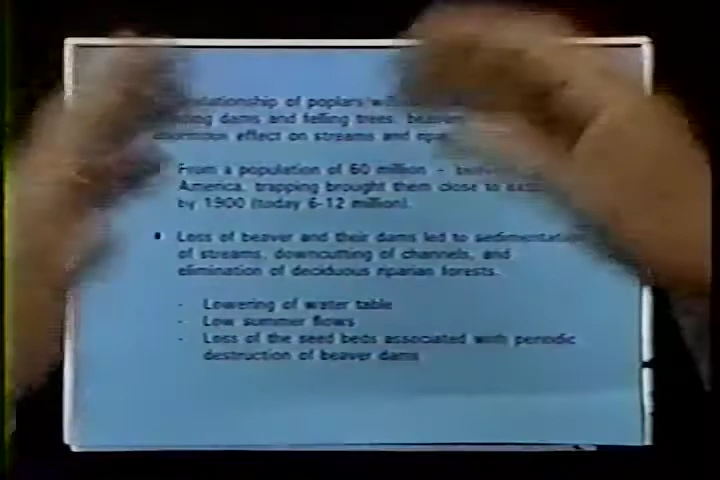 of poplars
dams and felling trees,
effect on streams and
From a population of 60 million -
America, trapping brought them close to
by 1900 (today 6-12 million).
• Loss of beaver and their dams led to
of streams, downcutting of channels, and
elimination of deciduous riparian forests.
- Lowering of water table
- Low summer flows
- Loss of the seed beds associated with periodic
destruction of beaver dams